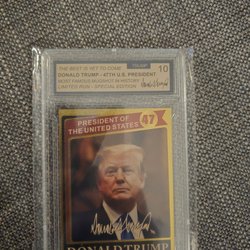 THE BEST IS YET TO COME
DONALD TRUMP - 47TH U.S. PRESIDENT
MOST FAMOUS MUGSHOT IN HISTORY
LIMITED RUN - SPECIAL EDITION
10
PRESIDENT OF
THE UNITED STATES
47
DONALD TRUMP